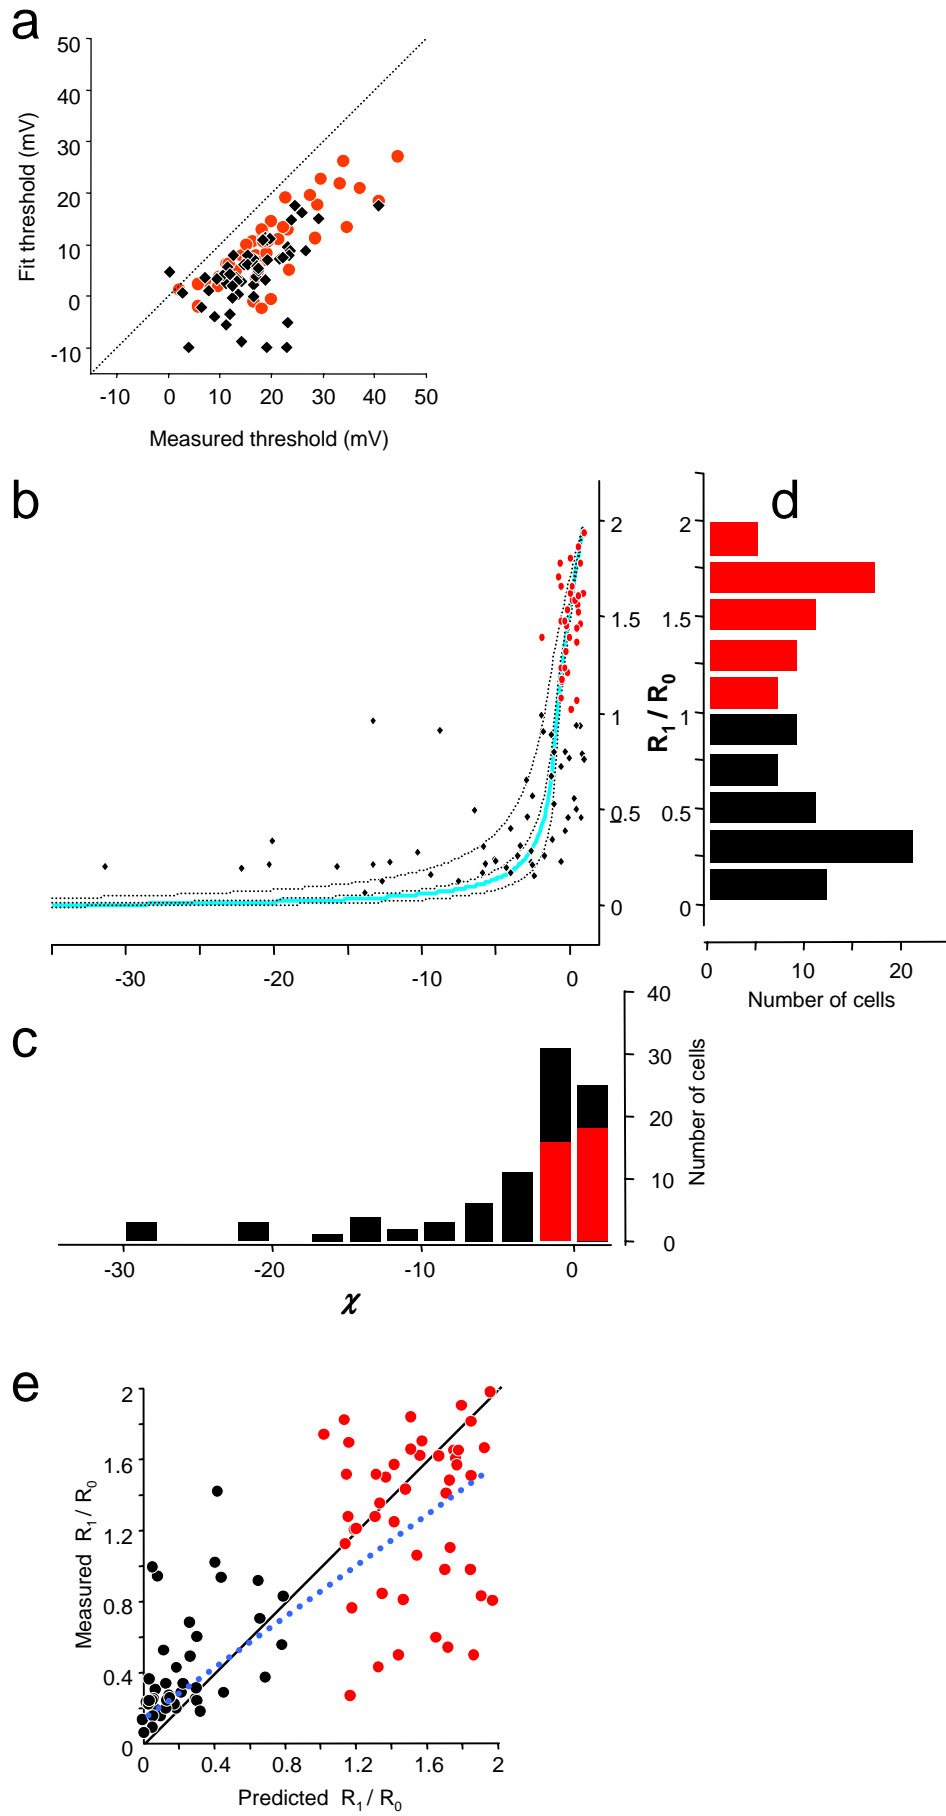 a
50
40
30
20
10
0
-10
Fit threshold (mV)
-10 0 10 20 30 40 50
Measured threshold (mV)
b
2
1.5
1
0.5
0
-30 -20 -10 0
d
R1 / R0
2
1.5
1
0.5
0
0 10 20
Number of cells
c
40
30
20
10
0
Number of cells
-30 -20 -10 0
χ
e
2
1.6
1.2
0.8
0.4
0
Measured R1 / R0
0 0.4 0.8 1.2 1.6 2
Predicted R1 / R0